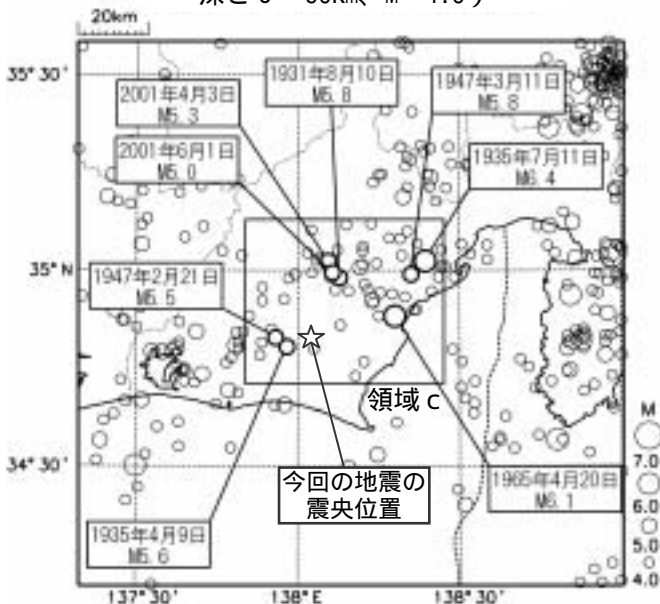 20km
35°30'
1931年8月10日
M5.8
1947年3月11日
M5.8
2001年4月3日
M5.3
2001年6月1日
M5.0
1935年7月11日
M6.4
35°N
1947年2月21日
M5.5
領域c
M
7.0
6.0
5.0
4.0
34°30'
今回の地震の
震央位置
1965年4月20日
M6.1
1935年4月9日
M5.6
137°30'
138°E
138°30'